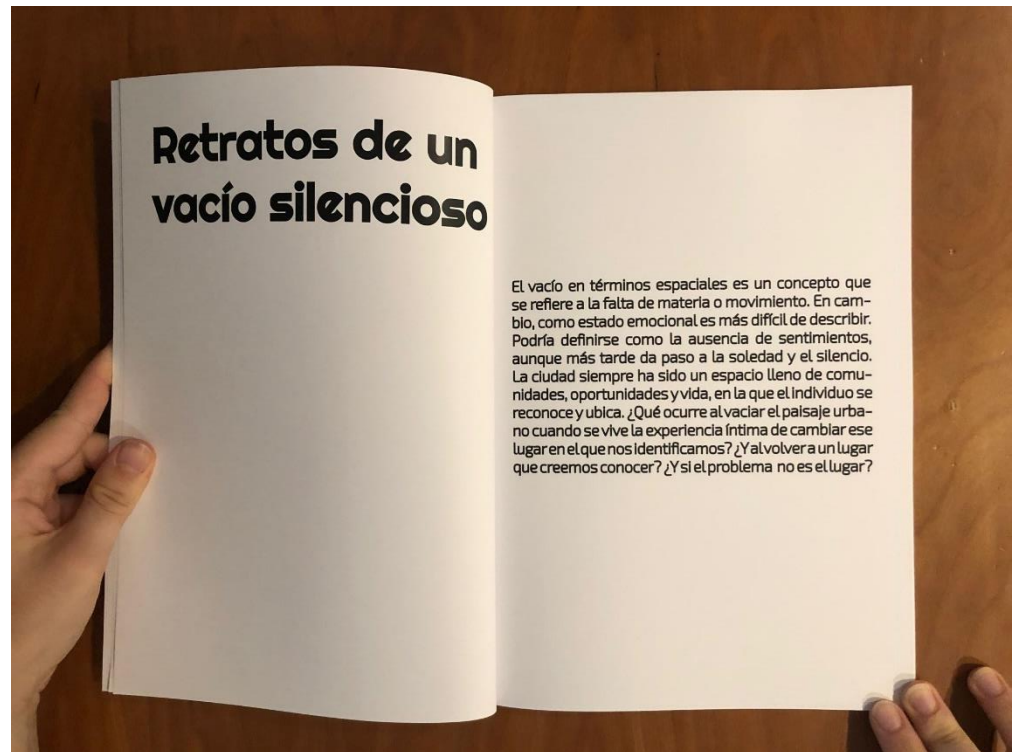 Retratos de un
vacío silencioso
El vacío en términos espaciales es un concepto que
se refiere a la falta de materia o movimiento. En cam-
bio, como estado emocional es más difícil de describir.
Podría definirse como la ausencia de sentimientos,
aunque más tarde da paso a la soledad y el silencio.
La ciudad siempre ha sido un espacio lleno de comu-
nidades, oportunidades y vida, en la que el individuo se
reconoce y ubica. ¿Qué ocurre al vaciar el paisaje urba-
no cuando se vive la experiencia íntima de cambiar ese
lugar en el que nos identificamos? ¿Y al volver a un lugar
que creemos conocer? ¿Y si el problema no es el lugar?